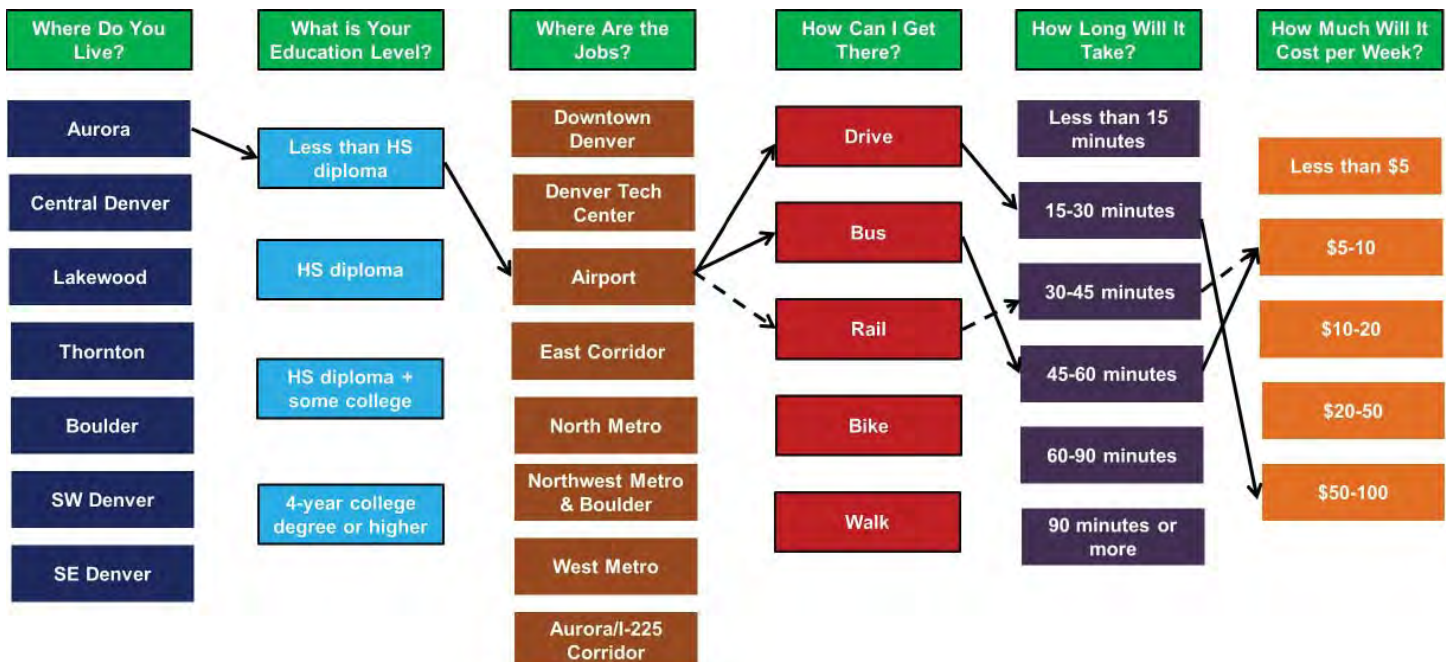 Where Do You
Live?
What is Your
Education Level?
Where Are the
Jobs?
How Can I Get
There?
How Long Will It
Take?
How Much Will It
Cost per Week?
Aurora
Central Denver
Lakewood
Thornton
Boulder
SW Denver
SE Denver
Less than HS
diploma
HS diploma
HS diploma +
some college
4-year college
degree or higher
Downtown
Denver
Denver Tech
Center
Airport
East Corridor
North Metro
Northwest Metro
& Boulder
West Metro
Aurora/I-225
Corridor
Drive
Bus
Rail
Bike
Walk
Less than 15
minutes
15-30 minutes
30-45 minutes
45-60 minutes
60-90 minutes
90 minutes or
more
Less than $5
$5-10
$10-20
$20-50
$50-100